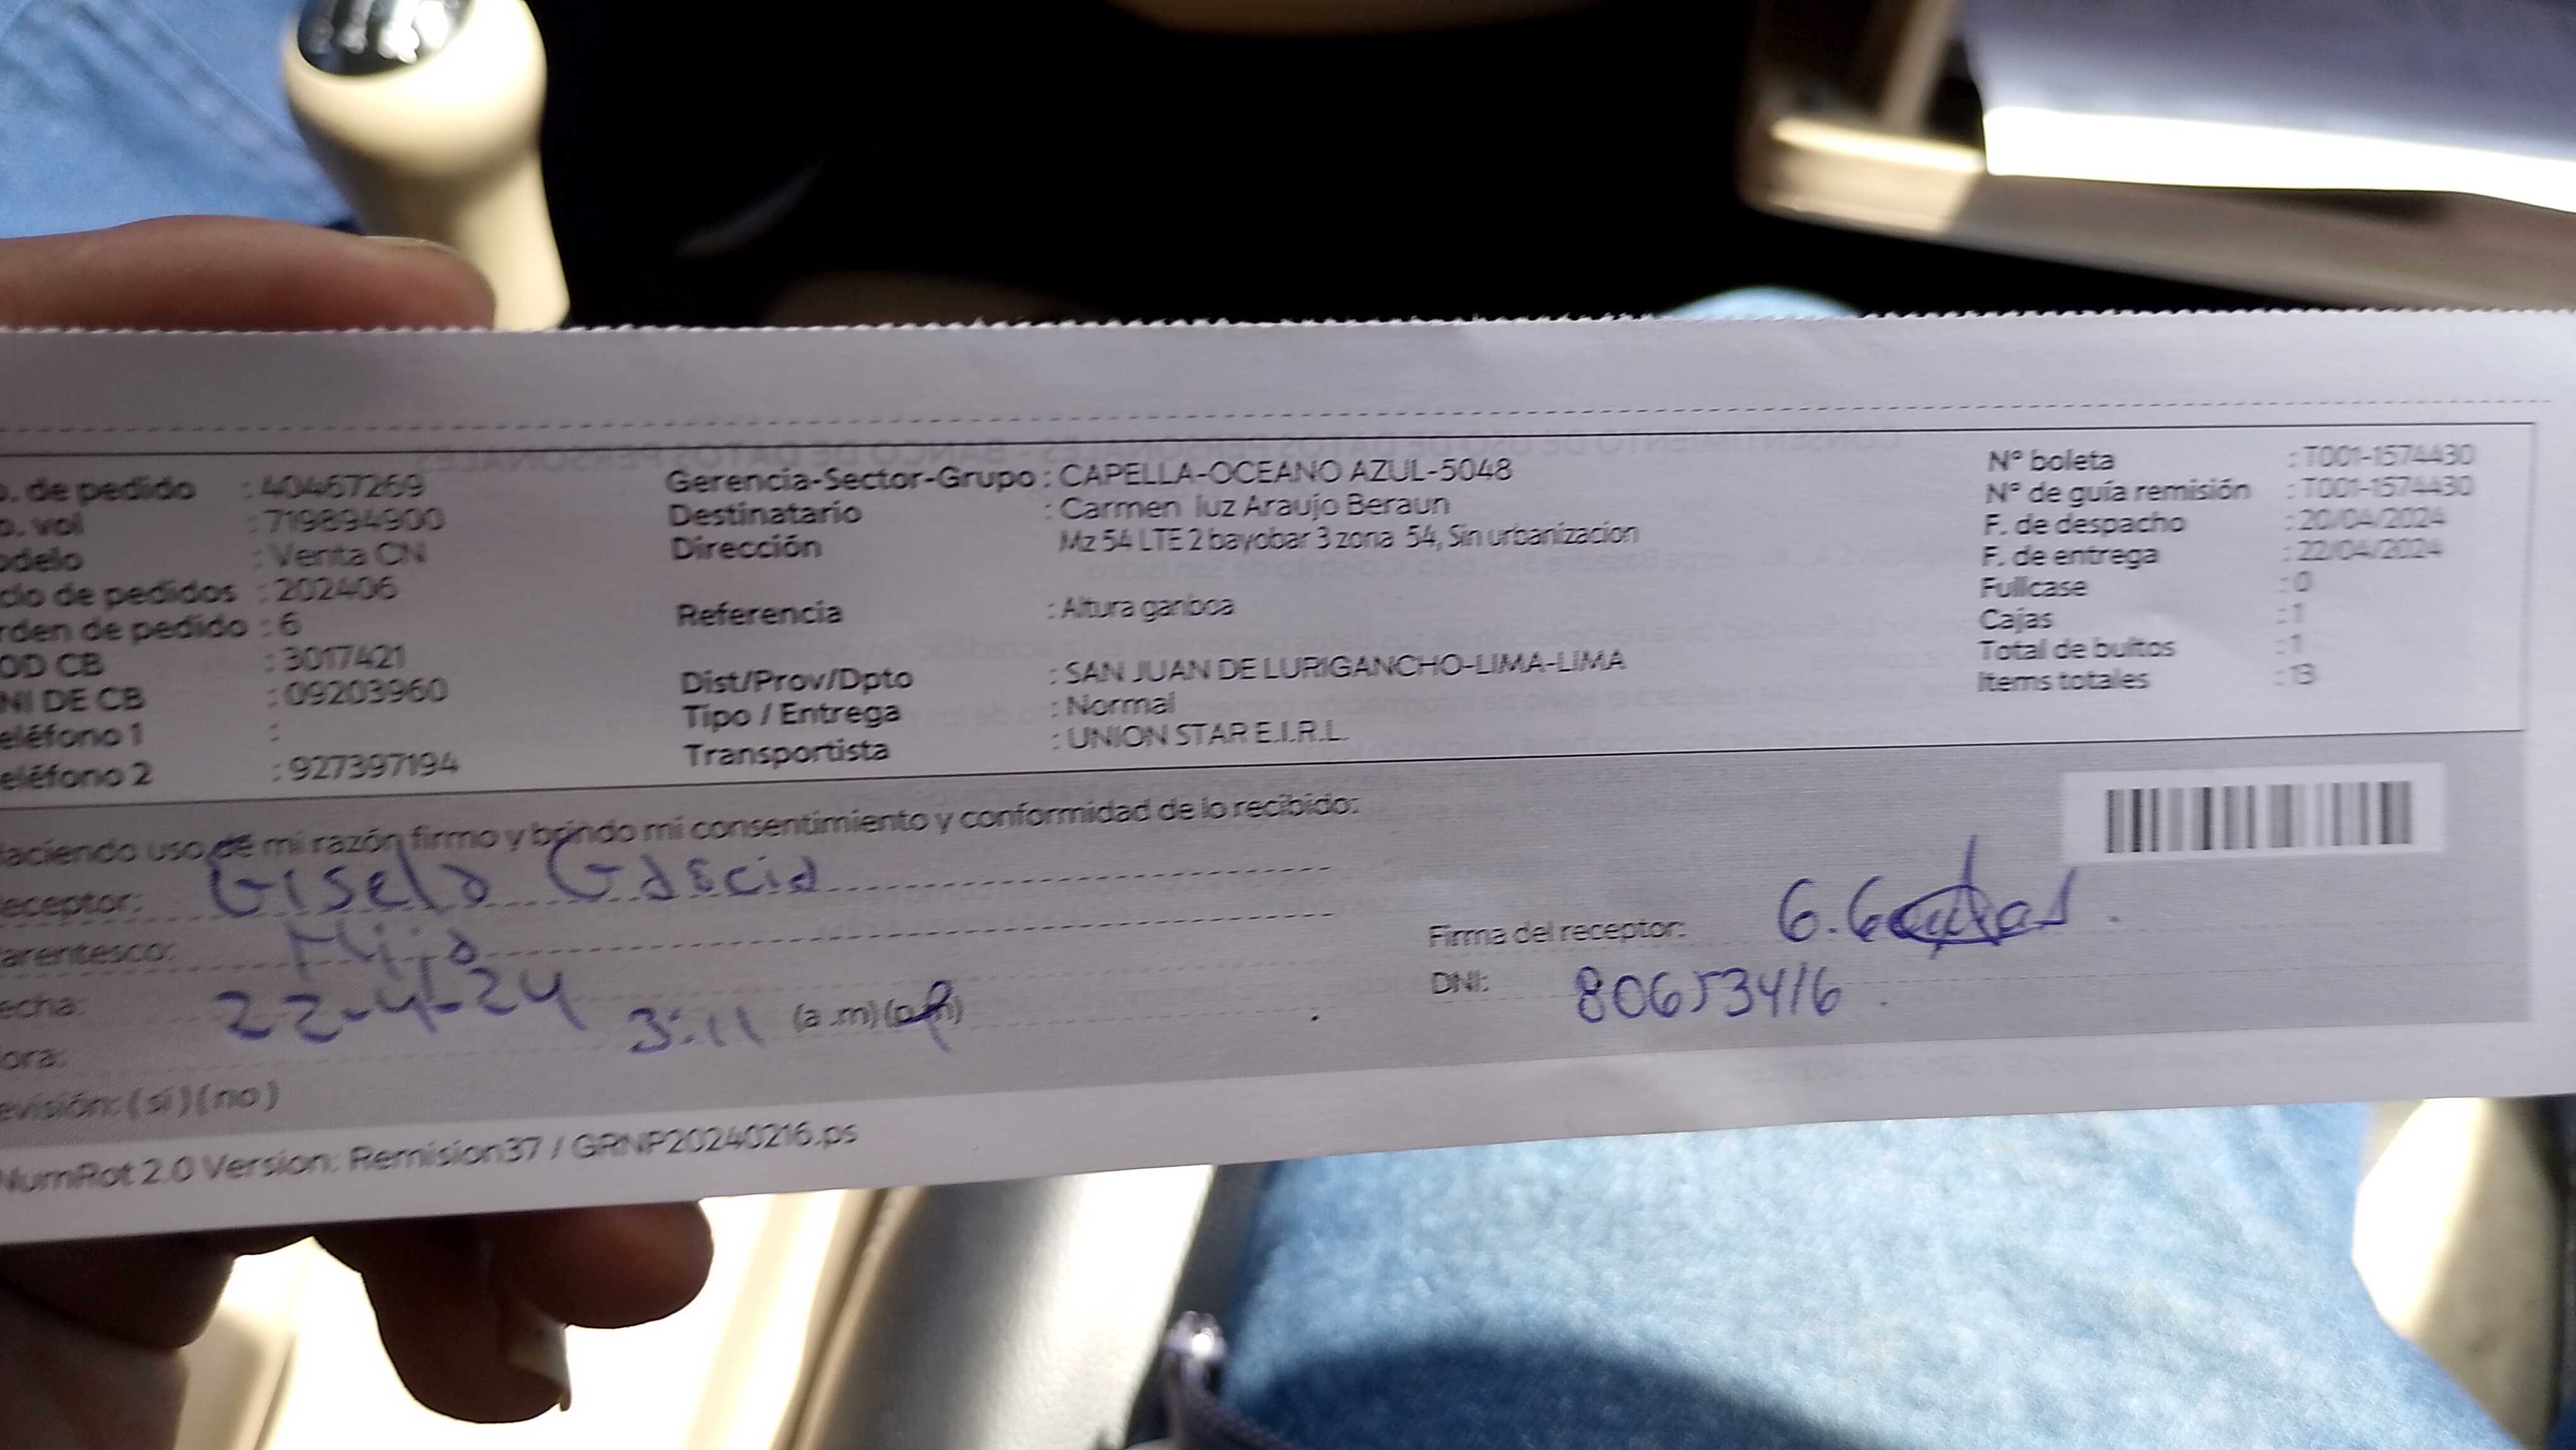 o. de pedido : 40467269
o. vol : 719894900
odelo : Venta CN
clo de pedidos : 202406
rden de pedido : 6
OD CB : 3017421
NI DE CB : 09203960
eléfono 1 :
eléfono 2 : 927397194
Gerencia-Sector-Grupo : CAPELLA-OCEANO AZUL-5048
Destinatario : Carmen luz Araujo Beraun
Dirección Mz 54 LTE 2 bayobar 3 zona 54, Sin urbanizacion
Referencia : Altura ganboa
Dist/Prov/Dpto : SAN JUAN DE LURIGANCHO-LIMA-LIMA
Tipo / Entrega : Normal
Transportista : UNION STAR E.I.R.L.
N° boleta : T001-1574430
N° de guía remisión : T001-1574430
F. de despacho : 20/04/2024
F. de entrega : 22/04/2024
Fullcase : 0
Cajas : 1
Total de bultos : 1
Items totales : 13
Haciendo uso de mi razón firmo y brindo mi consentimiento y conformidad de lo recibido:
eceptor: Gisela García
arentesco: Hija
echa: 22-4-24
ora: 3:11 (a.m)(p.m)
evisión: (si)(no)
Firma del receptor:
DNI: 80653416
NumRot 2.0 Version: Remision37 / GRNP20240216.ps